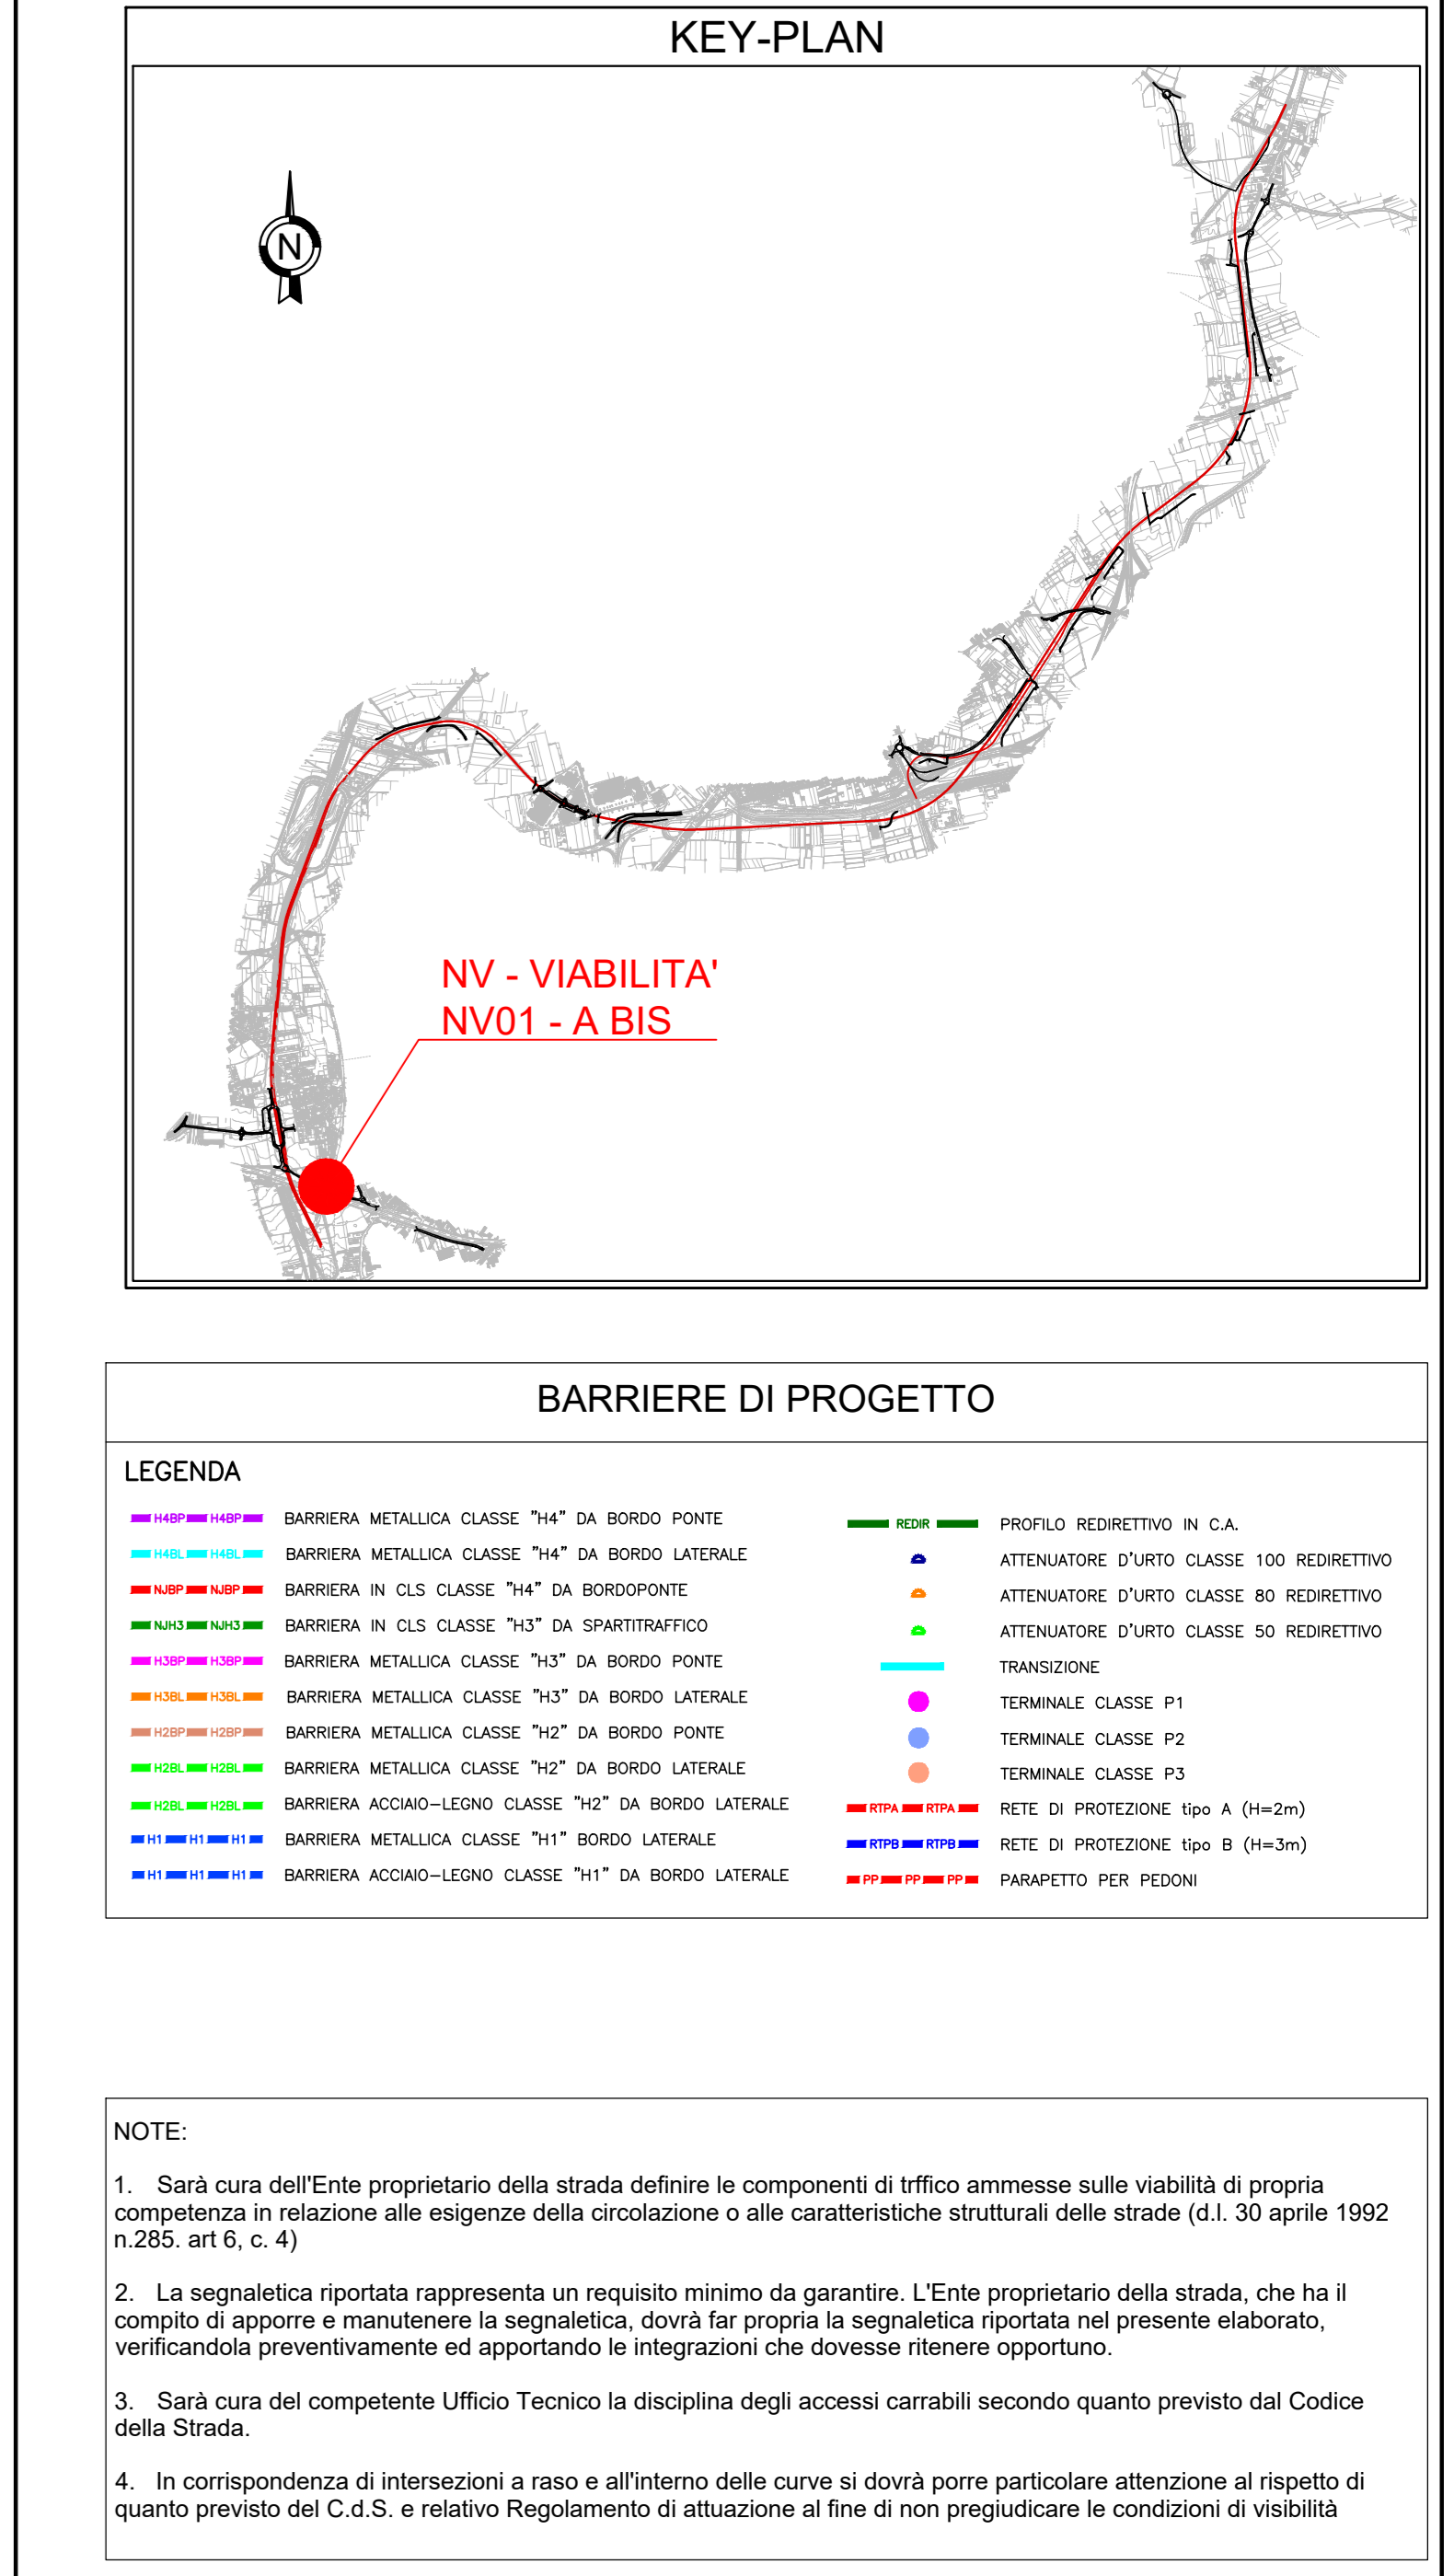 KEY-PLAN
N
NV - VIABILITA'
NV01 - A BIS
BARRIERE DI PROGETTO
LEGENDA
H4BP H4BP BARRIERA METALLICA CLASSE "H4" DA BORDO PONTE
H4BL H4BL BARRIERA METALLICA CLASSE "H4" DA BORDO LATERALE
NJBP NJBP BARRIERA IN CLS CLASSE "H4" DA BORDOPONTE
NJH3 NJH3 BARRIERA IN CLS CLASSE "H3" DA SPARTITRAFFICO
H3BP H3BP BARRIERA METALLICA CLASSE "H3" DA BORDO PONTE
H3BL H3BL BARRIERA METALLICA CLASSE "H3" DA BORDO LATERALE
H2BP H2BP BARRIERA METALLICA CLASSE "H2" DA BORDO PONTE
H2BL H2BL BARRIERA METALLICA CLASSE "H2" DA BORDO LATERALE
H2BL H2BL BARRIERA ACCIAIO-LEGNO CLASSE "H2" DA BORDO LATERALE
H1 H1 H1 BARRIERA METALLICA CLASSE "H1" BORDO LATERALE
H1 H1 H1 BARRIERA ACCIAIO-LEGNO CLASSE "H1" DA BORDO LATERALE
REDIR PROFILO REDIRETTIVO IN C.A.
ATTENUATORE D'URTO CLASSE 100 REDIRETTIVO
ATTENUATORE D'URTO CLASSE 80 REDIRETTIVO
ATTENUATORE D'URTO CLASSE 50 REDIRETTIVO
TRANSIZIONE
TERMINALE CLASSE P1
TERMINALE CLASSE P2
TERMINALE CLASSE P3
RTPA RTPA RETE DI PROTEZIONE tipo A (H=2m)
RTPB RTPB RETE DI PROTEZIONE tipo B (H=3m)
PP PP PP PARAPETTO PER PEDONI
NOTE:
1. Sarà cura dell'Ente proprietario della strada definire le componenti di trffico ammesse sulle viabilità di propria
competenza in relazione alle esigenze della circolazione o alle caratteristiche strutturali delle strade (d.l. 30 aprile 1992
n.285. art 6, c. 4)
2. La segnaletica riportata rappresenta un requisito minimo da garantire. L'Ente proprietario della strada, che ha il
compito di apporre e manutenere la segnaletica, dovrà far propria la segnaletica riportata nel presente elaborato,
verificandola preventivamente ed apportando le integrazioni che dovesse ritenere opportuno.
3. Sarà cura del competente Ufficio Tecnico la disciplina degli accessi carrabili secondo quanto previsto dal Codice
della Strada.
4. In corrispondenza di intersezioni a raso e all'interno delle curve si dovrà porre particolare attenzione al rispetto di
quanto previsto del C.d.S. e relativo Regolamento di attuazione al fine di non pregiudicare le condizioni di visibilità